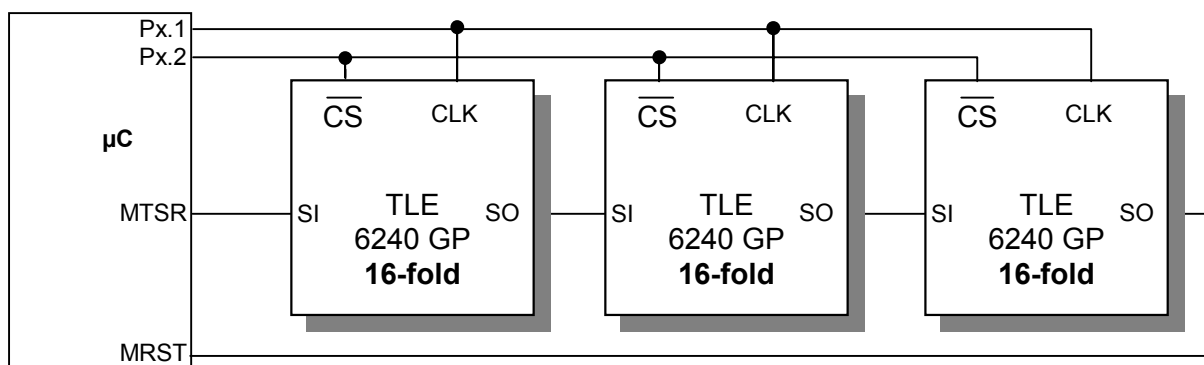 Px.1
Px.2
µC
MTSR
MRST
CS CLK
SI SO
TLE
6240 GP
16-fold
CS CLK
SI SO
TLE
6240 GP
16-fold
CS CLK
SI SO
TLE
6240 GP
16-fold